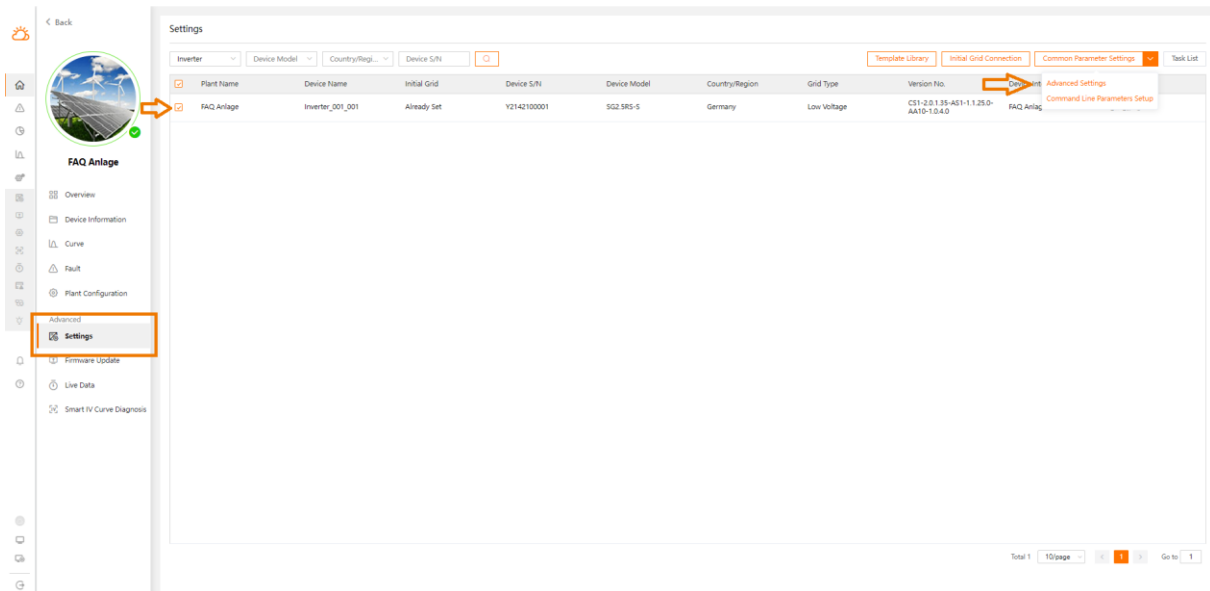 Back
FAQ Anlage
Overview
Device Information
Curve
Fault
Plant Configuration
Advanced
Settings
Firmware Update
Live Data
Smart IV Curve Diagnosis
Settings
Inverter Device Model Country/Regi... Device S/N Template Library Initial Grid Connection Common Parameter Settings Task List
Plant Name Device Name Initial Grid Device S/N Device Model Country/Region Grid Type Version No.
Advanced Settings
Command Line Parameters Setup
FAQ Anlage Inverter_001_001 Already Set Y2142100001 SG2.5RS-S Germany Low Voltage CS1-2.0.1.35-AS1-1.1.25.0-
AA10-1.0.4.0
FAQ Anlag
Total 1 10/page < 1 > Go to 1